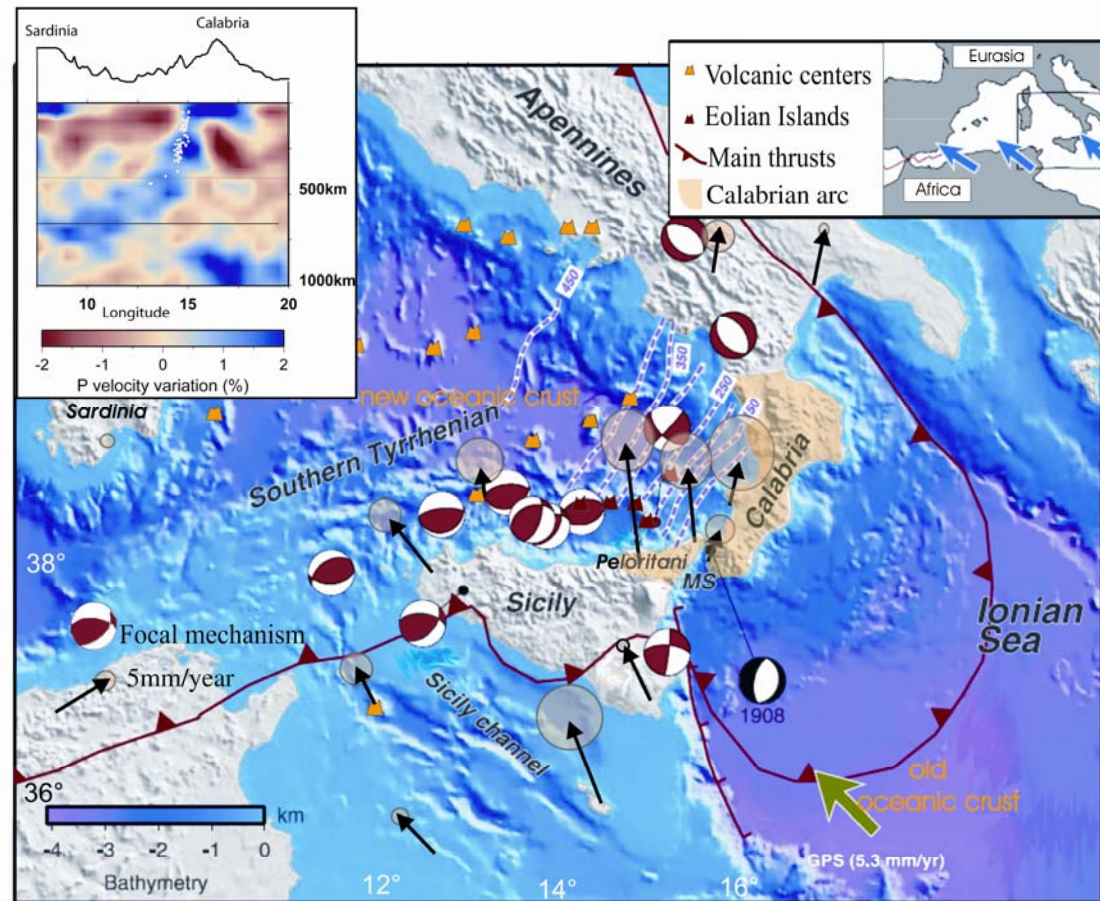 Sardinia
Calabria
500km
1000km
10
15
20
Longitude
-2
-1
0
1
2
P velocity variation (%)
Volcanic centers
Eolian Islands
Main thrusts
Calabrian arc
Eurasia
Africa
Apennines
450
350
250
50
new oceanic crust
Sardinia
Southern Tyrrhenian
Calabria
38°
Peloritani
MS
Sicily
Ionian
Sea
Focal mechanism
5mm/year
Sicily channel
1908
old
oceanic crust
36°
km
-4
-3
-2
-1
0
Bathymetry
12°
14°
16°
GPS (5.3 mm/yr)